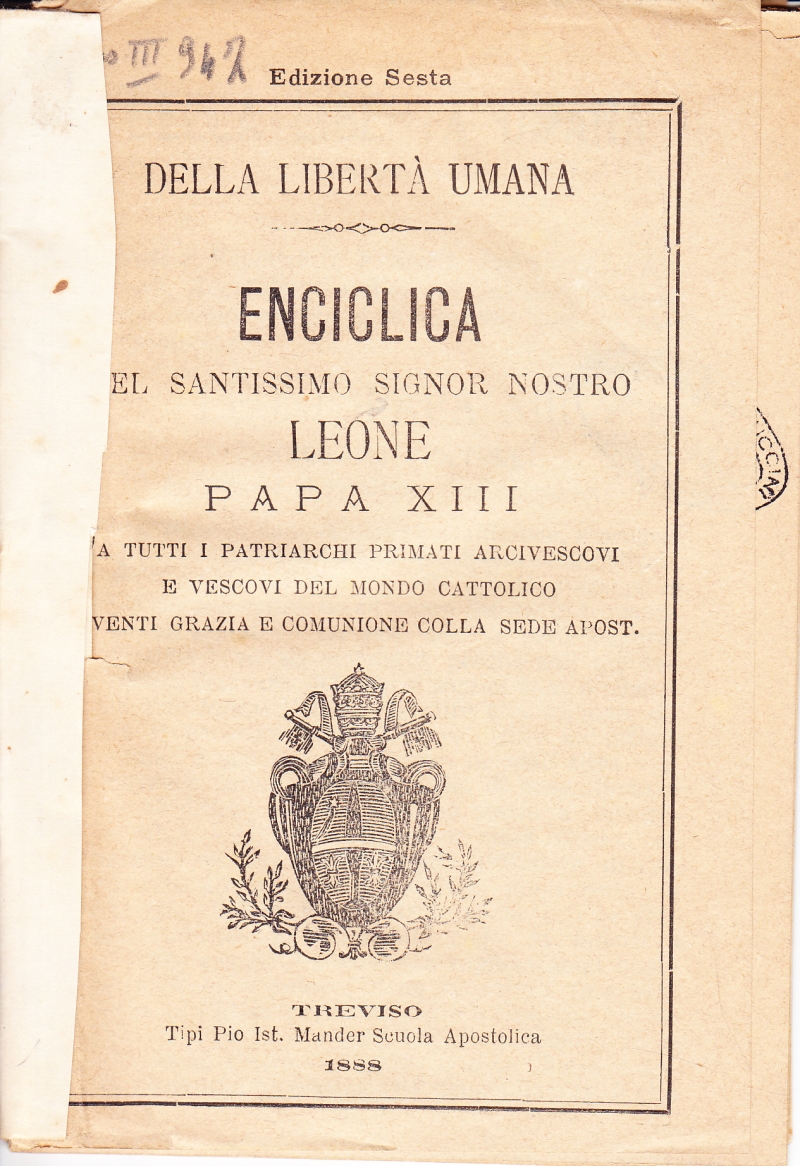 III 947
Edizione Sesta
DELLA LIBERTÀ UMANA
ENCICLICA
EL SANTISSIMO SIGNOR NOSTRO
LEONE
PAPA XIII
A TUTTI I PATRIARCHI PRIMATI ARCIVESCOVI
E VESCOVI DEL MONDO CATTOLICO
VENTI GRAZIA E COMUNIONE COLLA SEDE APOST.
TREVISO
Tipi Pio Ist. Mander Scuola Apostolica
1888